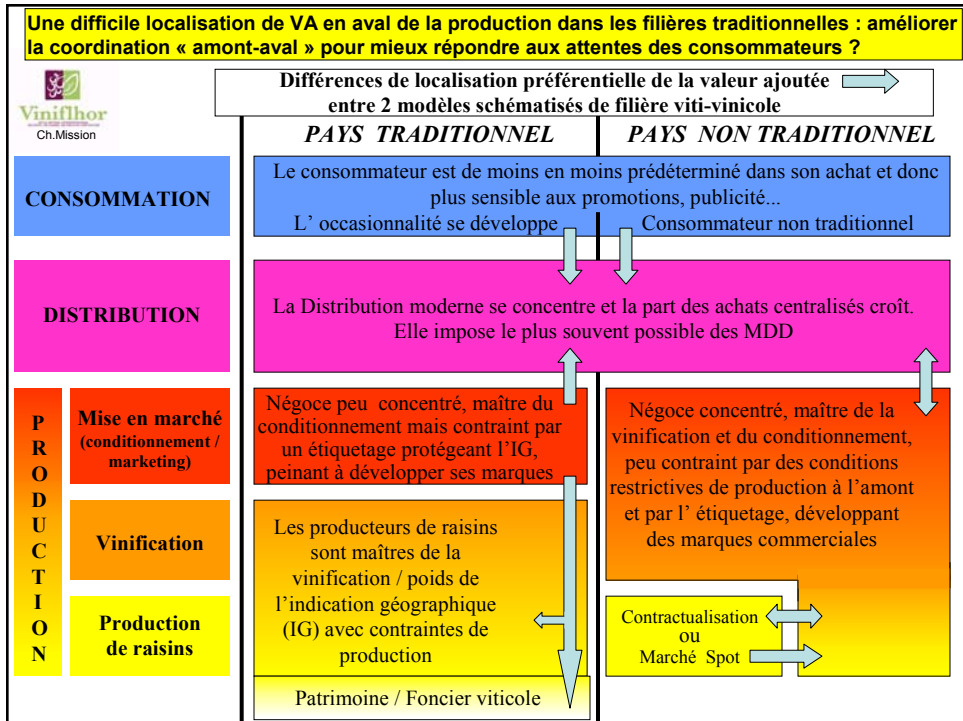 Une difficile localisation de VA en aval de la production dans les filières traditionnelles : améliorer
la coordination « amont-aval » pour mieux répondre aux attentes des consommateurs ?
Viniflhor
Ch.Mission
Différences de localisation préférentielle de la valeur ajoutée
entre 2 modèles schématisés de filière viti-vinicole
PAYS TRADITIONNEL
PAYS NON TRADITIONNEL
CONSOMMATION
Le consommateur est de moins en moins prédéterminé dans son achat et donc
plus sensible aux promotions, publicité...
L' occasionnalité se développe
Consommateur non traditionnel
DISTRIBUTION
La Distribution moderne se concentre et la part des achats centralisés croît.
Elle impose le plus souvent possible des MDD
PRODUCTION
Mise en marché
(conditionnement /
marketing)
Négoce peu concentré, maître du
conditionnement mais contraint par
un étiquetage protégeant l'IG,
peinant à développer ses marques
Négoce concentré, maître de la
vinification et du conditionnement,
peu contraint par des conditions
restrictives de production à l'amont
et par l' étiquetage, développant
des marques commerciales
Vinification
Les producteurs de raisins
sont maîtres de la
vinification / poids de
l'indication géographique
(IG) avec contraintes de
production
Production
de raisins
Contractualisation
ou
Marché Spot
Patrimoine / Foncier viticole